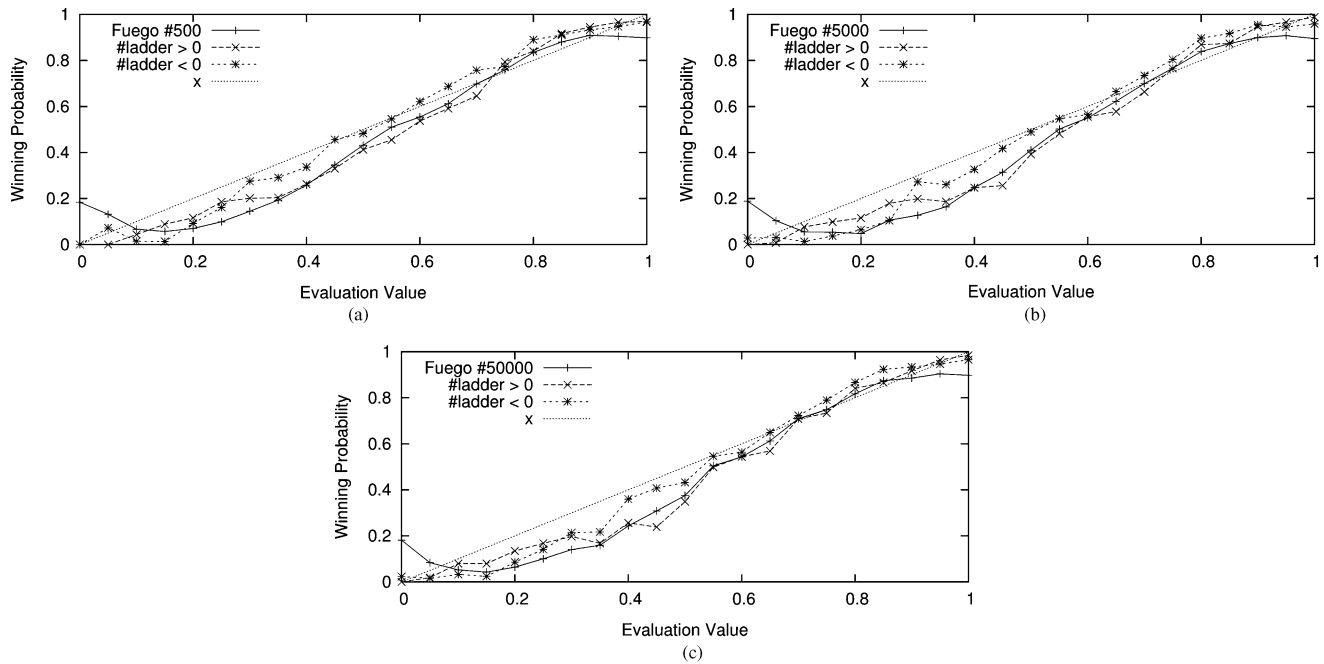 Fuego #500
#ladder > 0
#ladder < 0
x
Winning Probability
1
0.8
0.6
0.4
0.2
0
0 0.2 0.4 0.6 0.8 1
Evaluation Value
(a)
Fuego #5000
#ladder > 0
#ladder < 0
x
Winning Probability
1
0.8
0.6
0.4
0.2
0
0 0.2 0.4 0.6 0.8 1
Evaluation Value
(b)
Fuego #50000
#ladder > 0
#ladder < 0
x
Winning Probability
1
0.8
0.6
0.4
0.2
0
0 0.2 0.4 0.6 0.8 1
Evaluation Value
(c)